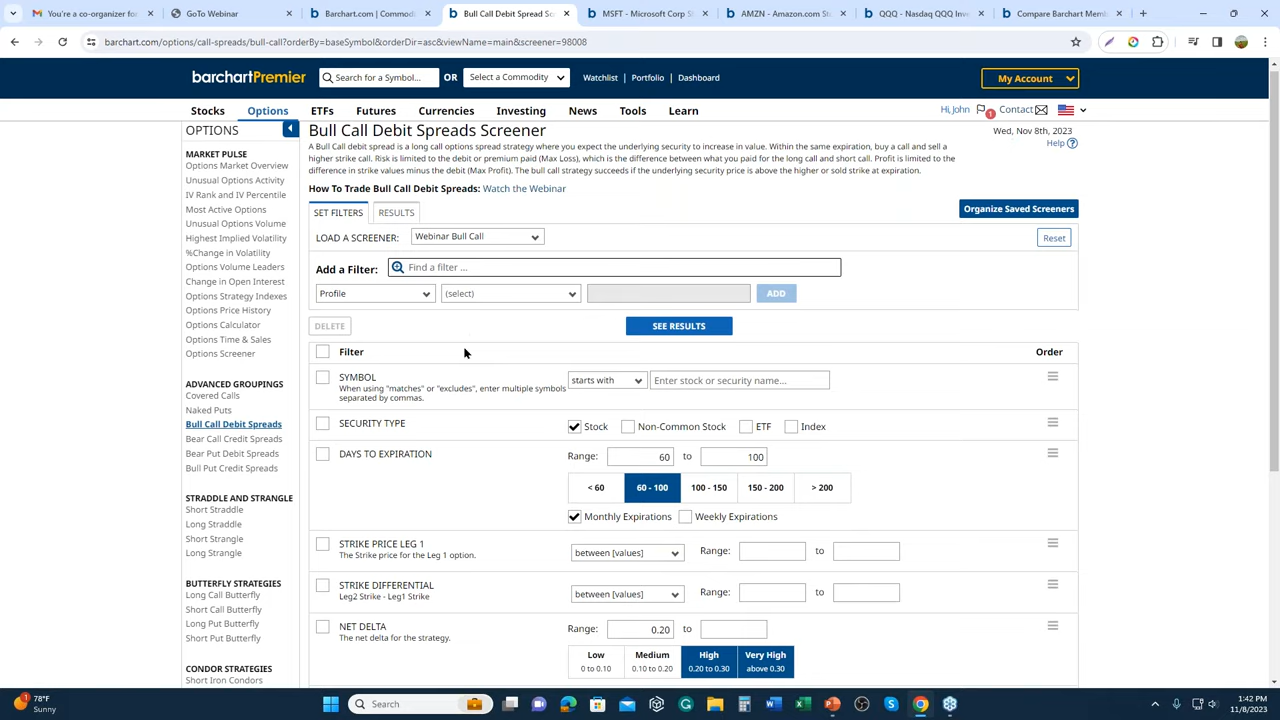 You're a co-organizer for
GoTo Webinar
Barchart.com | Commodi
Bull Call Debit Spreads Sc
MSFT - Microsoft Corp St
AMZN - Amazon.com St
QQQ - Nasdaq QQQ Inve
Compare Barchart Memb
barchart.com/options/call-spreads/bull-call?orderBy=baseSymbol&orderDir=asc&viewName=main&screener=98008
barchartPremier
Search for a Symbol...
OR
Select a Commodity
Watchlist
Portfolio
Dashboard
My Account
Stocks
Options
ETFs
Futures
Currencies
Investing
News
Tools
Learn
Hi, John
1
Contact
OPTIONS
Bull Call Debit Spreads Screener
Wed, Nov 8th, 2023
Help
A Bull Call debit spread is a long call options spread strategy where you expect the underlying security to increase in value. Within the same expiration, buy a call and sell a
higher strike call. Risk is limited to the debit or premium paid (Max Loss), which is the difference between what you paid for the long call and short call. Profit is limited to the
difference in strike values minus the debit (Max Profit). The bull call strategy succeeds if the underlying security price is above the higher or sold strike at expiration.
How To Trade Bull Call Debit Spreads: Watch the Webinar
MARKET PULSE
Options Market Overview
Unusual Options Activity
IV Rank and IV Percentile
Most Active Options
Unusual Options Volume
Highest Implied Volatility
%Change in Volatility
Options Volume Leaders
Change in Open Interest
Options Strategy Indexes
Options Price History
Options Calculator
Options Time & Sales
Options Screener
ADVANCED GROUPINGS
Covered Calls
Naked Puts
Bull Call Debit Spreads
Bear Call Credit Spreads
Bear Put Debit Spreads
Bull Put Credit Spreads
STRADDLE AND STRANGLE
Short Straddle
Long Straddle
Short Strangle
Long Strangle
BUTTERFLY STRATEGIES
Long Call Butterfly
Short Call Butterfly
Long Put Butterfly
Short Put Butterfly
CONDOR STRATEGIES
Short Iron Condors
SET FILTERS
RESULTS
Organize Saved Screeners
LOAD A SCREENER:
Webinar Bull Call
Reset
Add a Filter:
Find a filter ...
Profile
(select)
ADD
DELETE
SEE RESULTS
Filter
Order
SYMBOL
When using "matches" or "excludes", enter multiple symbols
separated by commas.
starts with
Enter stock or security name...
SECURITY TYPE
Stock
Non-Common Stock
ETF
Index
DAYS TO EXPIRATION
Range:
60
to
100
< 60
60 - 100
100 - 150
150 - 200
> 200
Monthly Expirations
Weekly Expirations
STRIKE PRICE LEG 1
The Strike price for the Leg 1 option.
between [values]
Range:
to
STRIKE DIFFERENTIAL
Leg2 Strike - Leg1 Strike
between [values]
Range:
to
NET DELTA
The net delta for the strategy.
Range:
0.20
to
Low
0 to 0.10
Medium
0.10 to 0.20
High
0.20 to 0.30
Very High
above 0.30
1
78°F
Sunny
Search
1:42 PM
11/8/2023